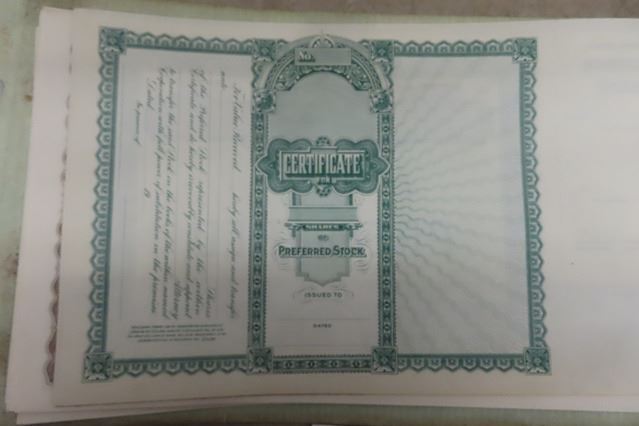 No.
CERTIFICATE
FOR
SHARES
OF
PREFERRED STOCK
ISSUED TO
DATED
For Value Received hereby sell, assign and transfer
unto
Shares
of the Preferred Stock represented by the within
Certificate and do hereby irrevocably constitute and appoint
Attorney
to transfer the said Stock on the books of the within named
Corporation with full power of substitution in the premises.
Dated 19
In presence of